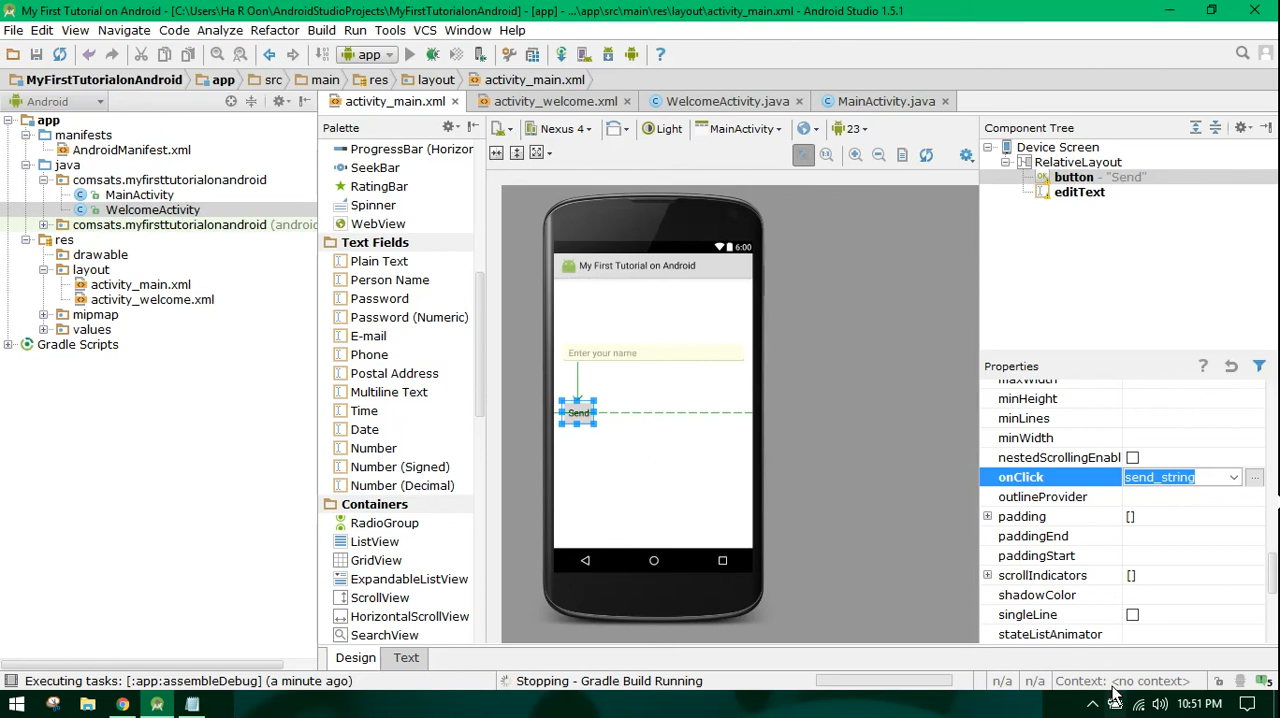 My First Tutorial on Android - [C:\Users\Ha R Oon\AndroidStudioProjects\MyFirstTutorialonAndroid] - [app] - ...\app\src\main\res\layout\activity_main.xml - Android Studio 1.5.1
File Edit View Navigate Code Analyze Refactor Build Run Tools VCS Window Help
app
MyFirstTutorialonAndroid app src main res layout activity_main.xml
Android
activity_main.xml activity_welcome.xml WelcomeActivity.java MainActivity.java
app
manifests
AndroidManifest.xml
java
comsats.myfirsttutorialonandroid
MainActivity
WelcomeActivity
comsats.myfirsttutorialonandroid (android
res
drawable
layout
activity_main.xml
activity_welcome.xml
mipmap
values
Gradle Scripts
Palette
ProgressBar (Horizon
SeekBar
RatingBar
Spinner
WebView
Text Fields
Plain Text
Person Name
Password
Password (Numeric)
E-mail
Phone
Postal Address
Multiline Text
Time
Date
Number
Number (Signed)
Number (Decimal)
Containers
RadioGroup
ListView
GridView
ExpandableListView
ScrollView
HorizontalScrollView
SearchView
Nexus 4 Light MainActivity 23
6:00
My First Tutorial on Android
Enter your name
Send
Design Text
Component Tree
Device Screen
RelativeLayout
OK button - "Send"
editText
Properties
maxWidth
minHeight
minLines
minWidth
nestedScrollingEnabl
onClick send_string
outlineProvider
padding []
paddingEnd
paddingStart
scrollIndicators []
shadowColor
singleLine
stateListAnimator
Executing tasks: [:app:assembleDebug] (a minute ago) Stopping - Gradle Build Running n/a n/a Context: <no context> 5
10:51 PM